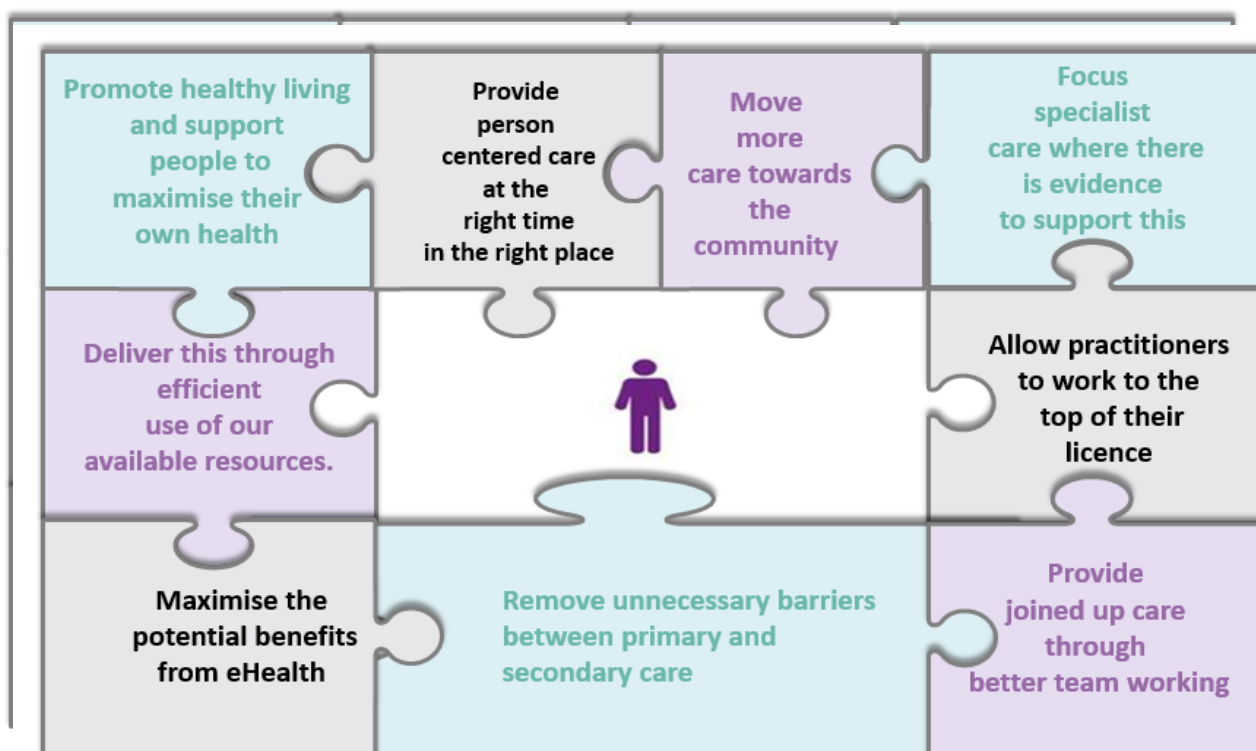 Promote healthy living
and support
people to
maximise their
own health
Provide
person
centered care
at the
right time
in the right place
Move
more
care towards
the
community
Focus
specialist
care where there
is evidence
to support this
Deliver this through
efficient
use of our
available resources.
Allow practitioners
to work to the
top of their
licence
Maximise the
potential benefits
from eHealth
Remove unnecessary barriers
between primary and
secondary care
Provide
joined up care
through
better team working